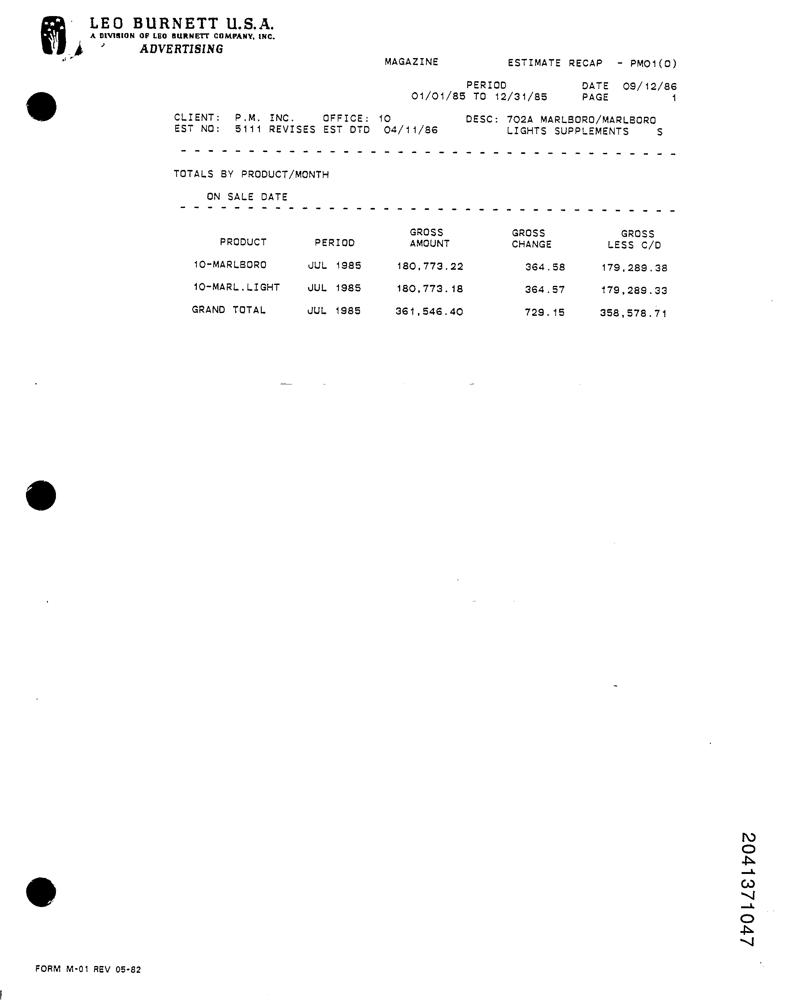 LEO BURNETT U.S.A.
A DIVISION OF LEO BURNETT COMPANY, INC.
ADVERTISING
MAGAZINE ESTIMATE RECAP - PM01(0)
PERIOD DATE 09/12/86
01/01/85 TO 12/31/85 PAGE 1
CLIENT: P.M. INC. OFFICE: 10 DESC: 702A MARLBORO/MARLBORO
EST NO: 5111 REVISES EST DTD 04/11/86 LIGHTS SUPPLEMENTS S
TOTALS BY PRODUCT/MONTH
ON SALE DATE
GROSS GROSS GROSS
PRODUCT PERIOD AMOUNT CHANGE LESS C/D
10-MARLBORO JUL 1985 180,773.22 364.58 179,289.38
10-MARL.LIGHT JUL 1985 180,773.18 364.57 179,289.33
GRAND TOTAL JUL 1985 361,546.40 729.15 358,578.71
2041371047
FORM M-01 REV 05-82